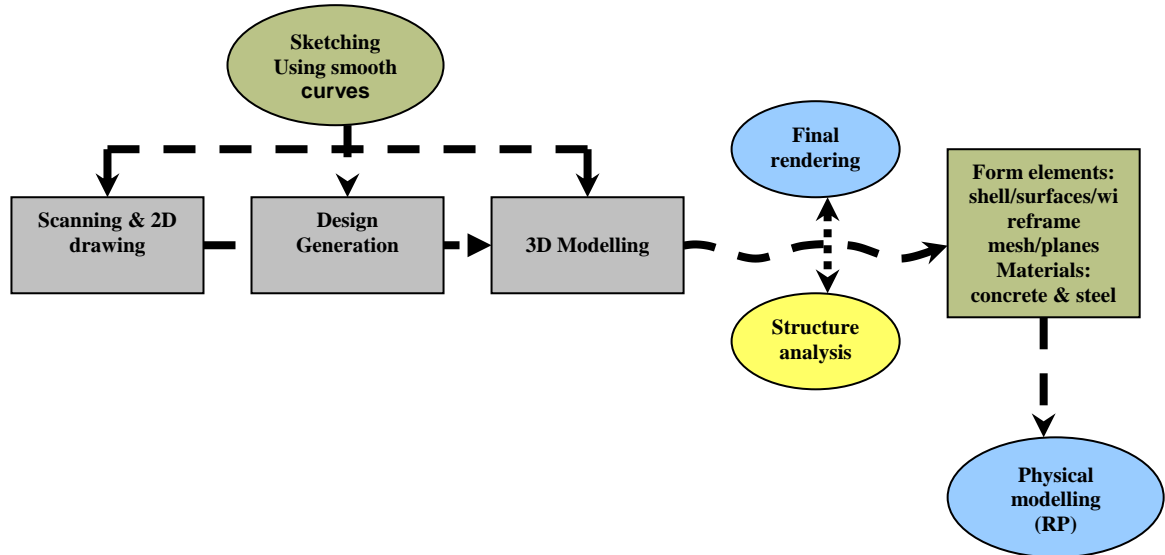 Sketching
Using smooth
curves
Final
rendering
Form elements:
shell/surfaces/wi
reframe
mesh/planes
Materials:
concrete & steel
Scanning & 2D
drawing
Design
Generation
3D Modelling
Structure
analysis
Physical
modelling
(RP)